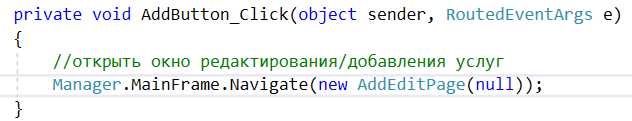 private void AddButton_Click(object sender, RoutedEventArgs e)
{
//открыть окно редактирования/добавления услуг
Manager.MainFrame.Navigate(new AddEditPage(null));
}